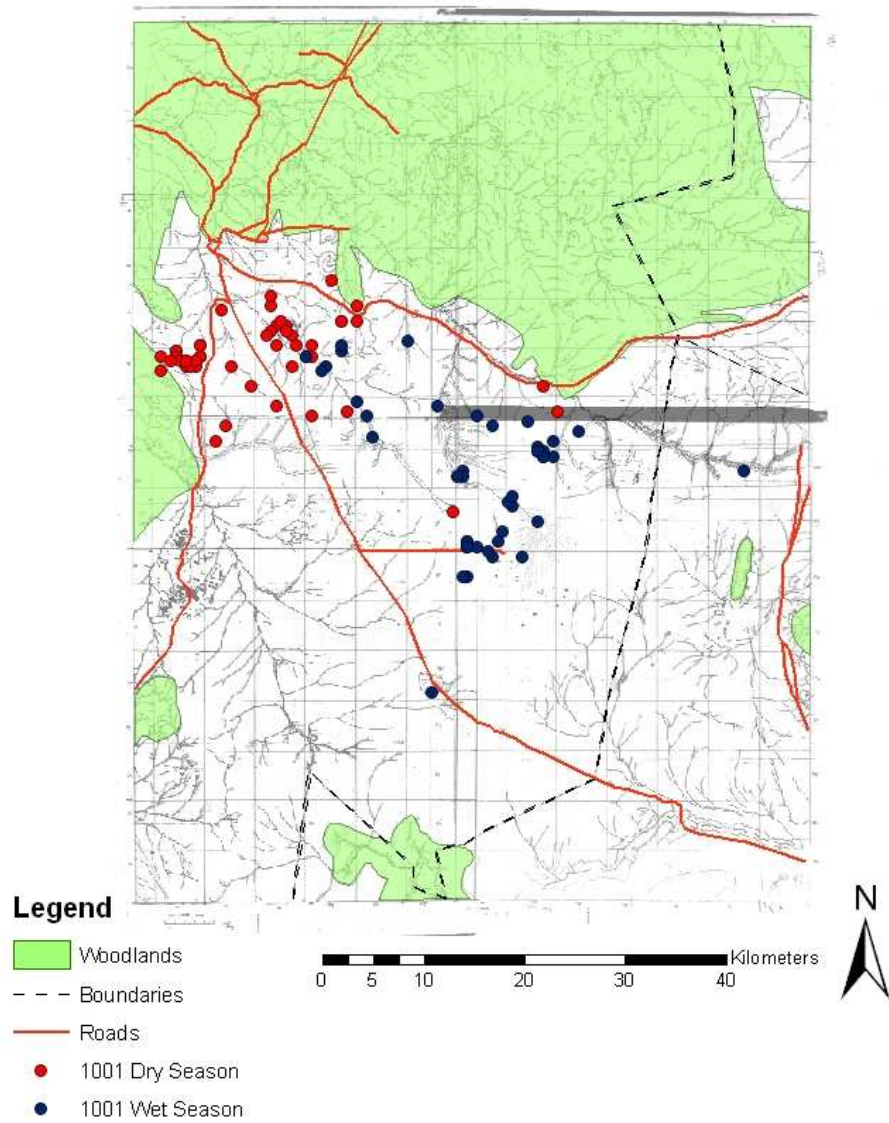 Legend
Woodlands
Boundaries
Roads
1001 Dry Season
1001 Wet Season
Kilometers
0 5 10 20 30 40
N